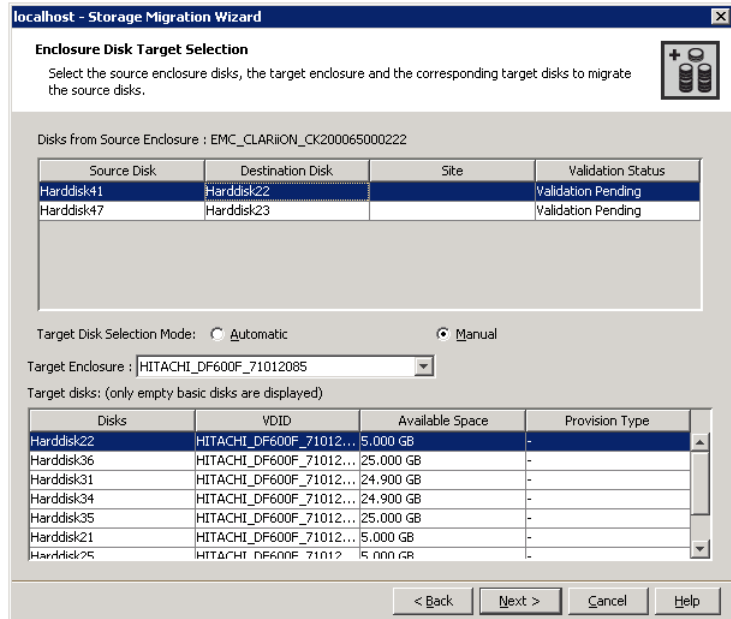 localhost - Storage Migration Wizard
Enclosure Disk Target Selection
Select the source enclosure disks, the target enclosure and the corresponding target disks to migrate
the source disks.
Disks from Source Enclosure : EMC_CLARiiON_CK200065000222
Source Disk Destination Disk Site Validation Status
Harddisk41 Harddisk22 Validation Pending
Harddisk47 Harddisk23 Validation Pending
Target Disk Selection Mode: Automatic Manual
Target Enclosure : HITACHI_DF600F_71012085
Target disks: (only empty basic disks are displayed)
Disks VDID Available Space Provision Type
Harddisk22 HITACHI_DF600F_71012... 5.000 GB -
Harddisk36 HITACHI_DF600F_71012... 25.000 GB -
Harddisk31 HITACHI_DF600F_71012... 24.900 GB -
Harddisk34 HITACHI_DF600F_71012... 24.900 GB -
Harddisk35 HITACHI_DF600F_71012... 25.000 GB -
Harddisk21 HITACHI_DF600F_71012... 5.000 GB -
Harddisk25 HITACHI_DF600F_71012... 5.000 GB -
< Back Next > Cancel Help